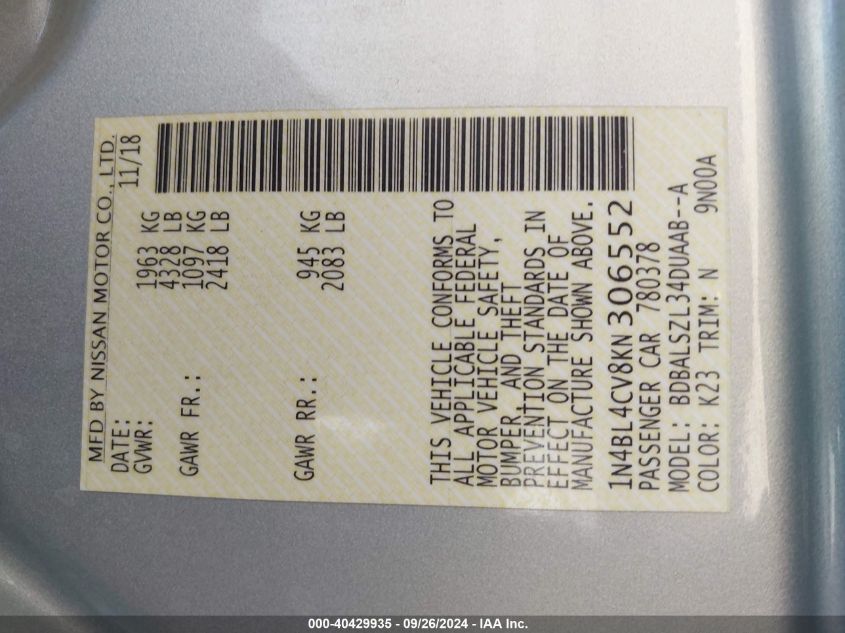 MFD BY NISSAN MOTOR CO., LTD.
DATE: 11/18
GVWR: 1963 KG
4328 LB
GAWR FR.: 1097 KG
2418 LB
GAWR RR.: 945 KG
2083 LB
THIS VEHICLE CONFORMS TO
ALL APPLICABLE FEDERAL
MOTOR VEHICLE SAFETY,
BUMPER, AND THEFT
PREVENTION STANDARDS IN
EFFECT ON THE DATE OF
MANUFACTURE SHOWN ABOVE.
1N4BL4CV8KN306552
PASSENGER CAR 780378
MODEL: BDBALSZL34DUAAB--A
COLOR: K23 TRIM: N 9N00A
000-40429935 - 09/26/2024 - IAA Inc.